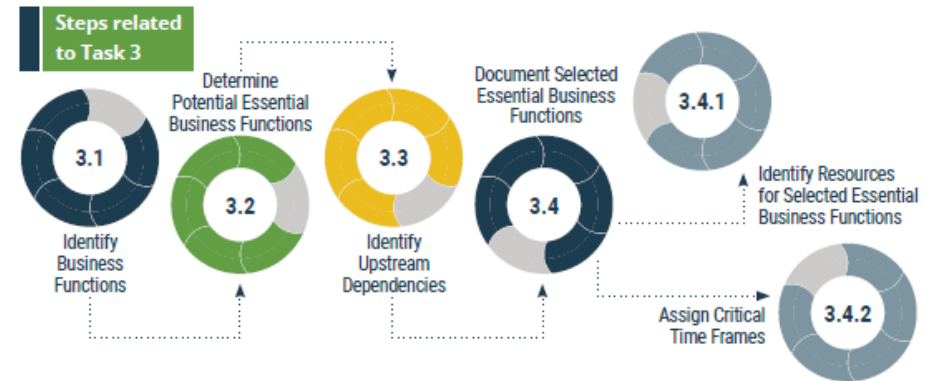 Steps related
to Task 3
3.1
Identify
Business
Functions
Determine
Potential Essential
Business Functions
3.2
3.3
Identify
Upstream
Dependencies
Document Selected
Essential Business
Functions
3.4
3.4.1
Identify Resources
for Selected Essential
Business Functions
Assign Critical
Time Frames
3.4.2